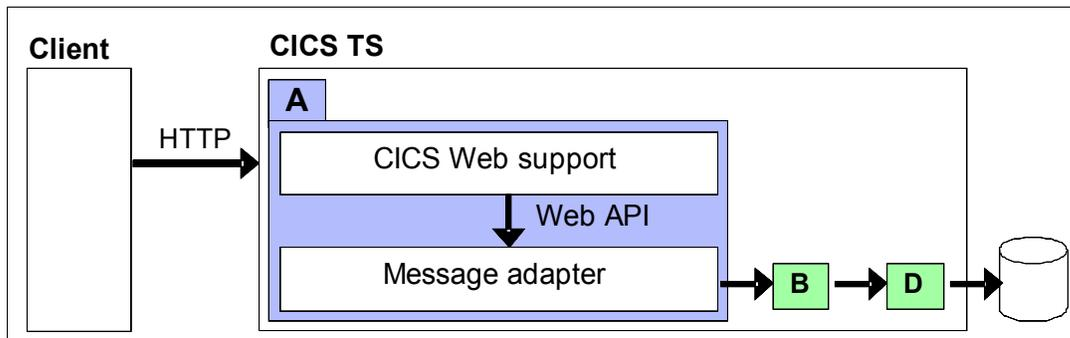 Client
CICS TS
A
HTTP
CICS Web support
Web API
Message adapter
B
D